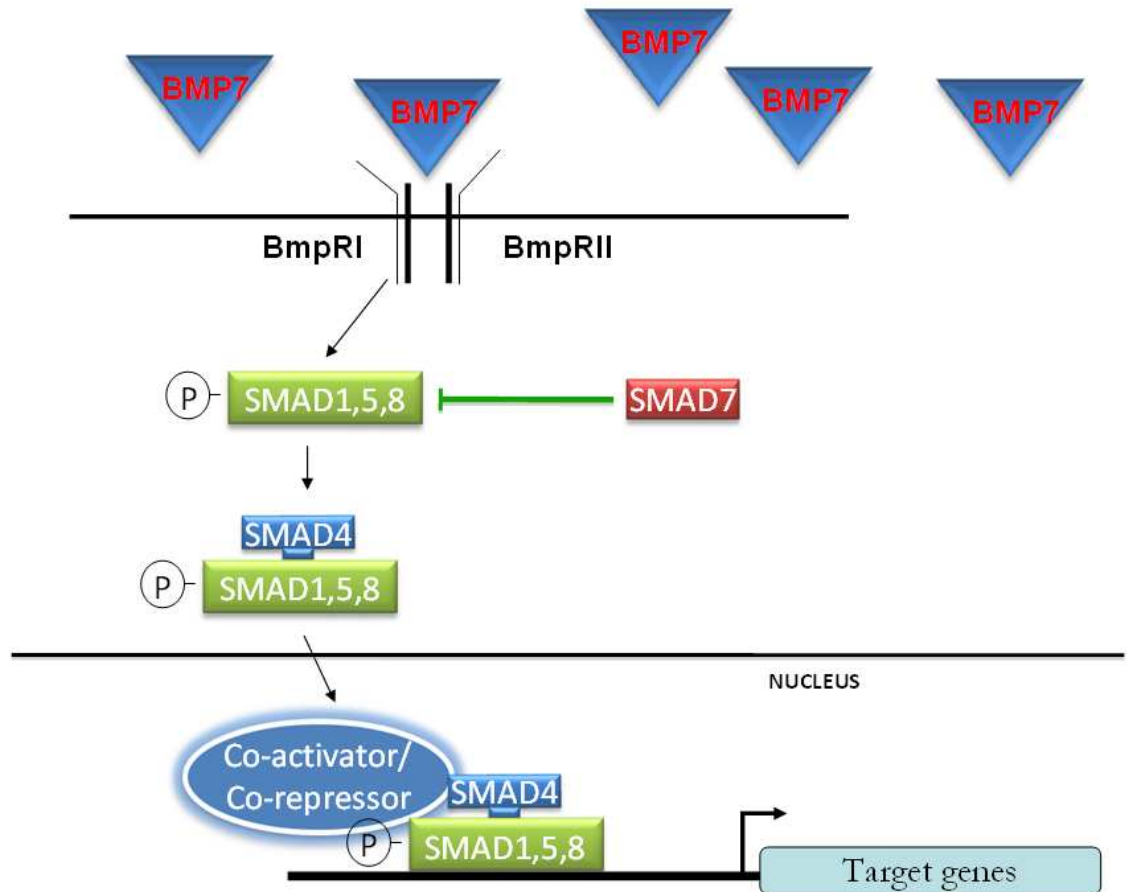 BMP7
BMP7
BMP7
BMP7
BMP7
BmpRI
BmpRII
P
SMAD1,5,8
SMAD7
SMAD4
P
SMAD1,5,8
NUCLEUS
Co-activator/
Co-repressor
SMAD4
P
SMAD1,5,8
Target genes